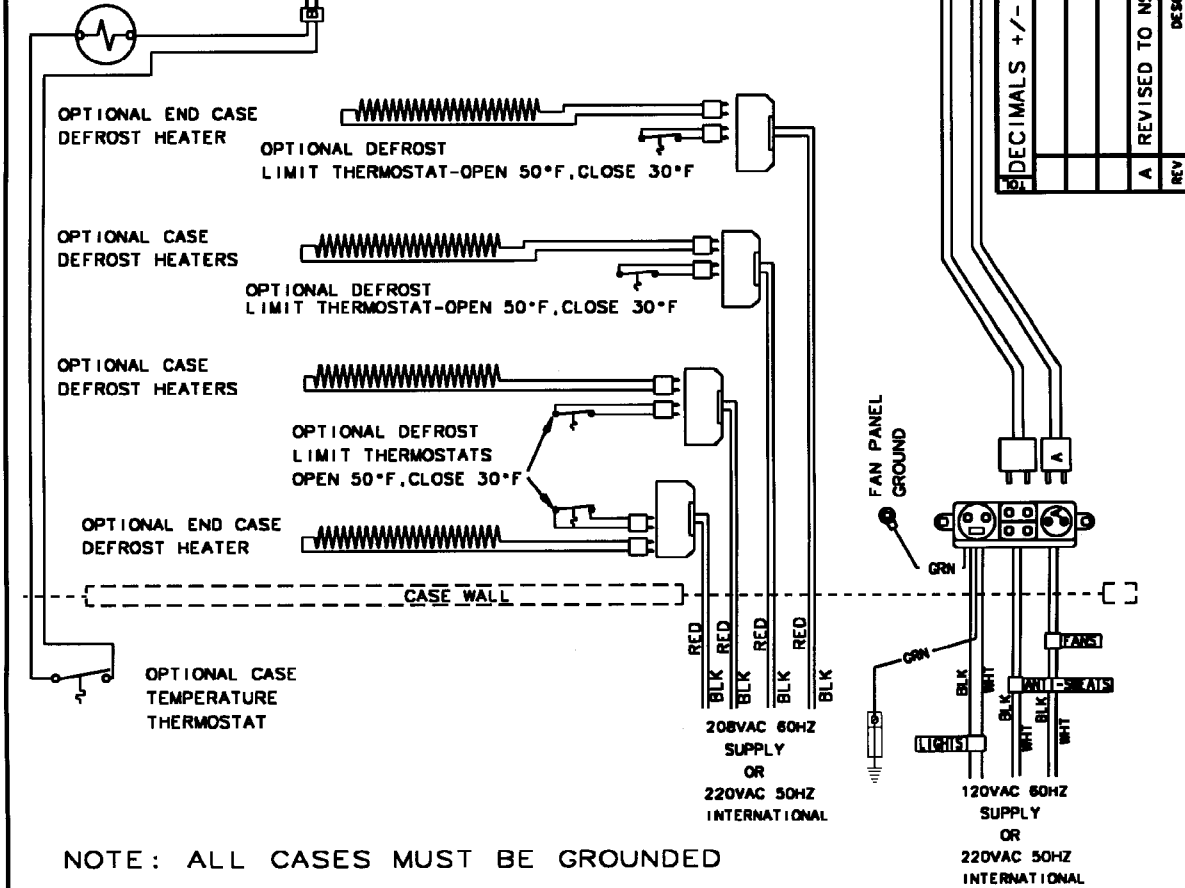 B
OPTIONAL END CASE
DEFROST HEATER
OPTIONAL DEFROST
LIMIT THERMOSTAT-OPEN 50°F,CLOSE 30°F
OPTIONAL CASE
DEFROST HEATERS
OPTIONAL DEFROST
LIMIT THERMOSTAT-OPEN 50°F,CLOSE 30°F
OPTIONAL CASE
DEFROST HEATERS
OPTIONAL DEFROST
LIMIT THERMOSTATS
OPEN 50°F,CLOSE 30°F
OPTIONAL END CASE
DEFROST HEATER
CASE WALL
OPTIONAL CASE
TEMPERATURE
THERMOSTAT
RED
RED
RED
RED
BLK
BLK
BLK
BLK
208VAC 60HZ
SUPPLY
OR
220VAC 50HZ
INTERNATIONAL
TOL
DECIMALS +/-
A REVISED TO
REV
FAN PANEL
GROUND
A
GRN
GRN
FANS
BLK
WHT
ANTI-SWEATS
BLK
WHT
BLK
WHT
LIGHTS
120VAC 60HZ
SUPPLY
OR
220VAC 50HZ
INTERNATIONAL
NOTE: ALL CASES MUST BE GROUNDED